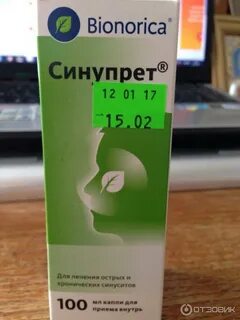 Bionorica®
Синупрет®
12 01 17
15.02
Для лечения острых и
хронических синуситов
100 мл капли для
приема внутрь
ОТЗОВИК